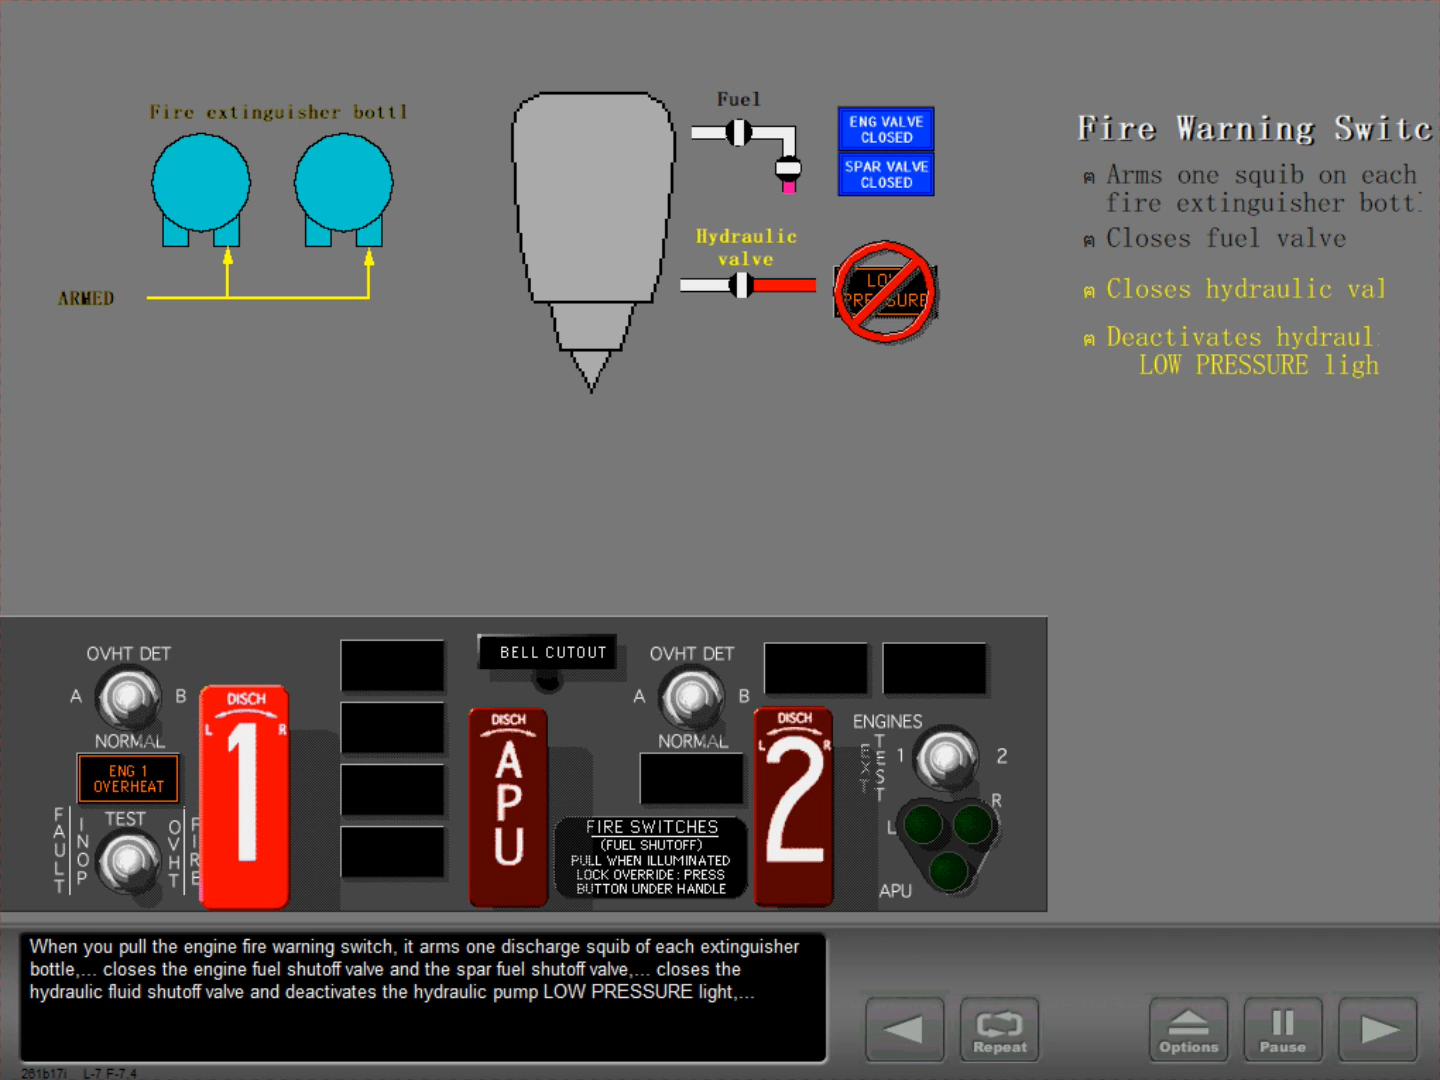 Fire extinguisher bottl
ARMED
Fuel
ENG VALVE
CLOSED
SPAR VALVE
CLOSED
Hydraulic
valve
LO
PRE SURE
Fire Warning Switc
Arms one squib on each
fire extinguisher bott
Closes fuel valve
Closes hydraulic val
Deactivates hydraul
LOW PRESSURE ligh
OVHT DET
A B
NORMAL
ENG 1
OVERHEAT
TEST
FAULT
INOP
OVHT
FIRE
DISCH
L R
1
BELL CUTOUT
DISCH
APU
OVHT DET
A B
NORMAL
FIRE SWITCHES
(FUEL SHUTOFF)
PULL WHEN ILLUMINATED
LOCK OVERRIDE: PRESS
BUTTON UNDER HANDLE
DISCH
L R
2
ENGINES
EXT
TEST
1 2
L R
APU
When you pull the engine fire warning switch, it arms one discharge squib of each extinguisher
bottle,... closes the engine fuel shutoff valve and the spar fuel shutoff valve,... closes the
hydraulic fluid shutoff valve and deactivates the hydraulic pump LOW PRESSURE light,...
Repeat
Options
Pause
261b17i L-7 F-7,4